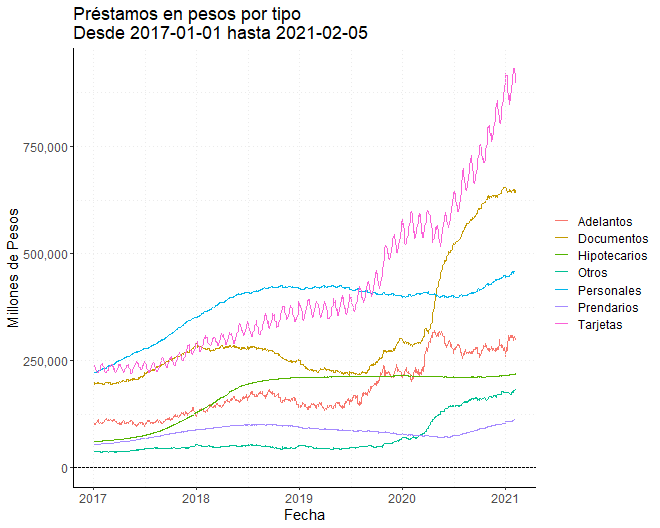 Préstamos en pesos por tipo
Desde 2017-01-01 hasta 2021-02-05
Millones de Pesos
750,000
500,000
250,000
0
2017
2018
2019
2020
2021
Fecha
Adelantos
Documentos
Hipotecarios
Otros
Personales
Prendarios
Tarjetas